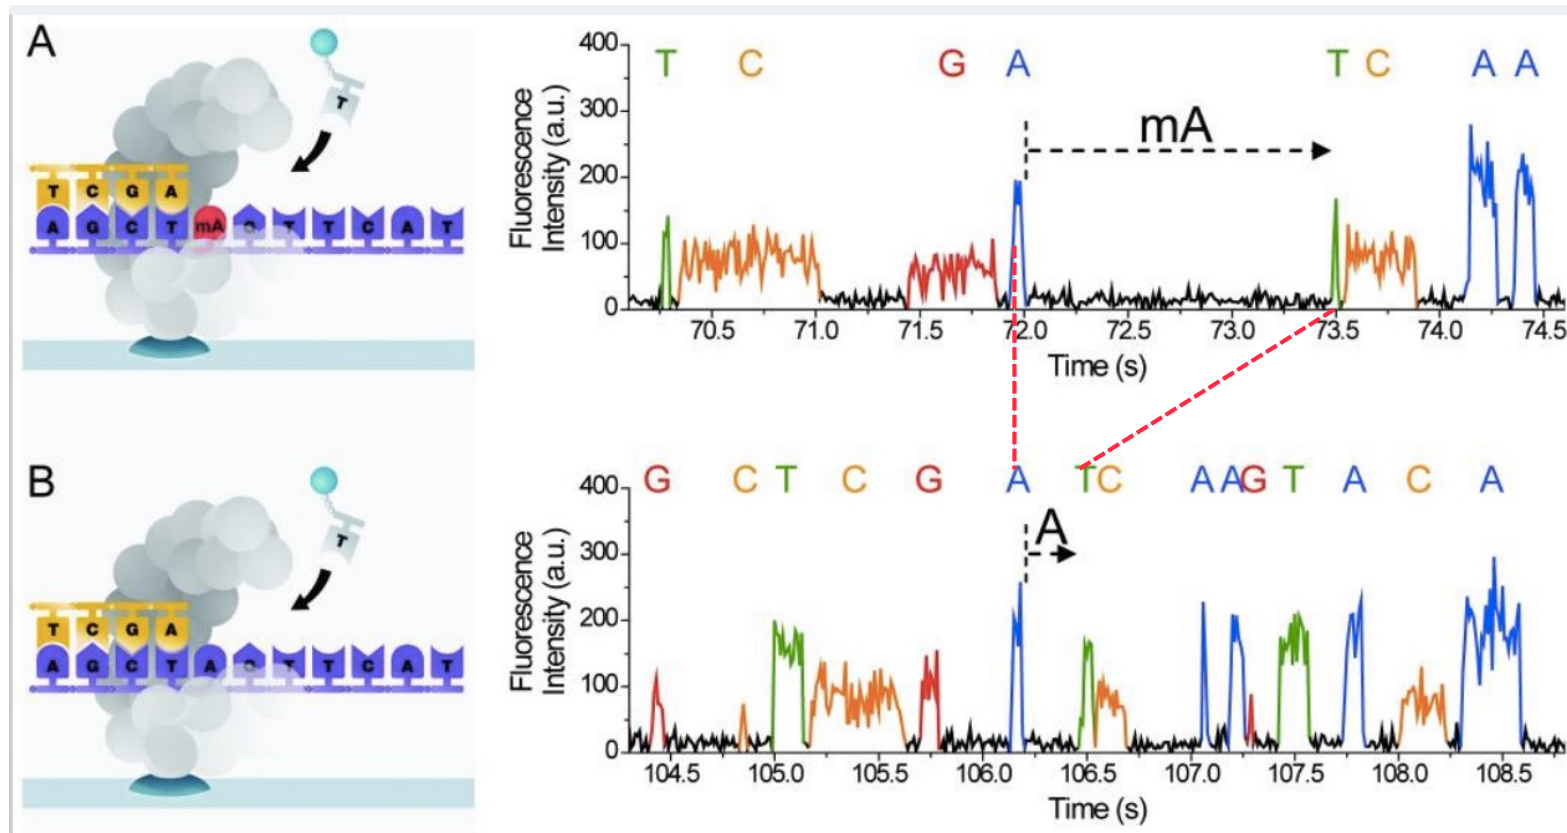 A
T
T C G A
A G C T mA G T T C A T
400
300
200
100
0
Fluorescence
Intensity (a.u.)
T C G A T C A A
mA
70.5 71.0 71.5 72.0 72.5 73.0 73.5 74.0 74.5
Time (s)
B
T
T C G A
A G C T A G T T C A T
400
300
200
100
0
Fluorescence
Intensity (a.u.)
G C T C G A T C A A G T A C A
A
104.5 105.0 105.5 106.0 106.5 107.0 107.5 108.0 108.5
Time (s)